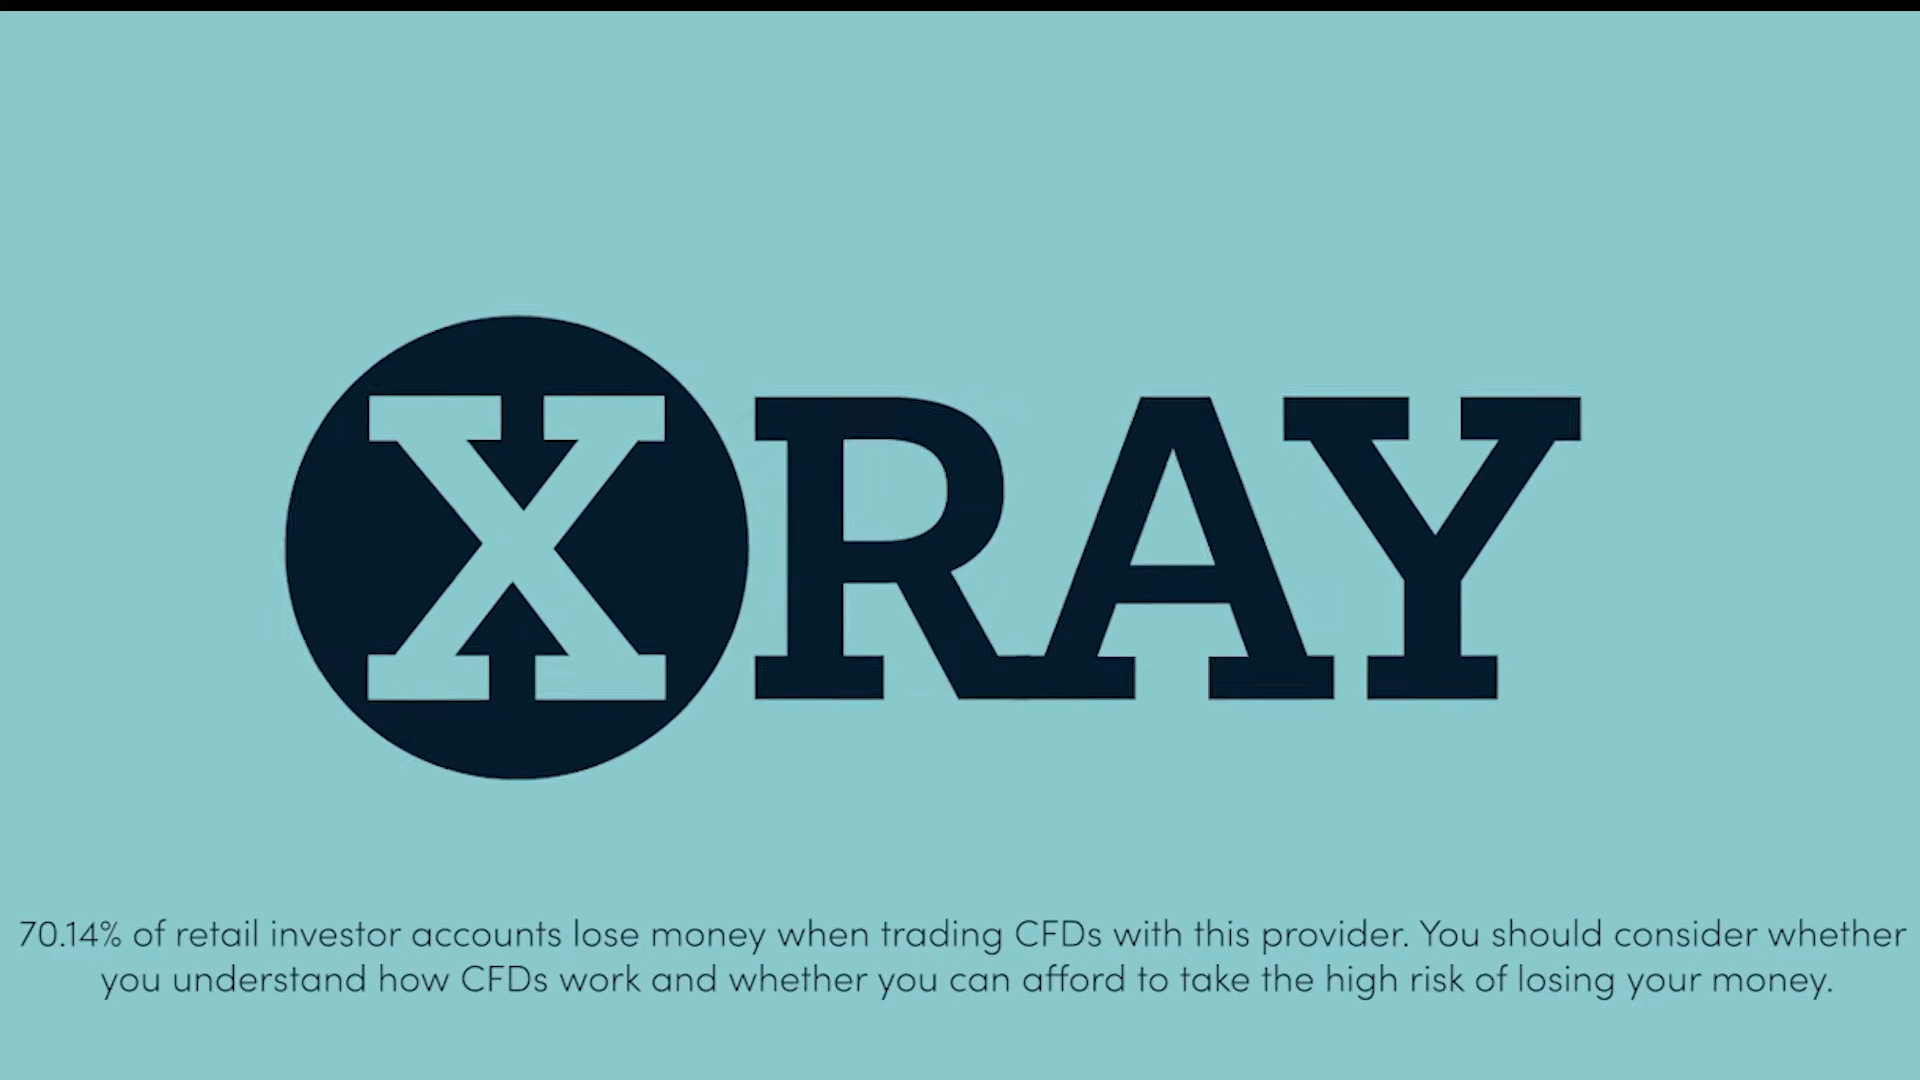 XRAY
70.14% of retail investor accounts lose money when trading CFDs with this provider. You should consider whether
you understand how CFDs work and whether you can afford to take the high risk of losing your money.